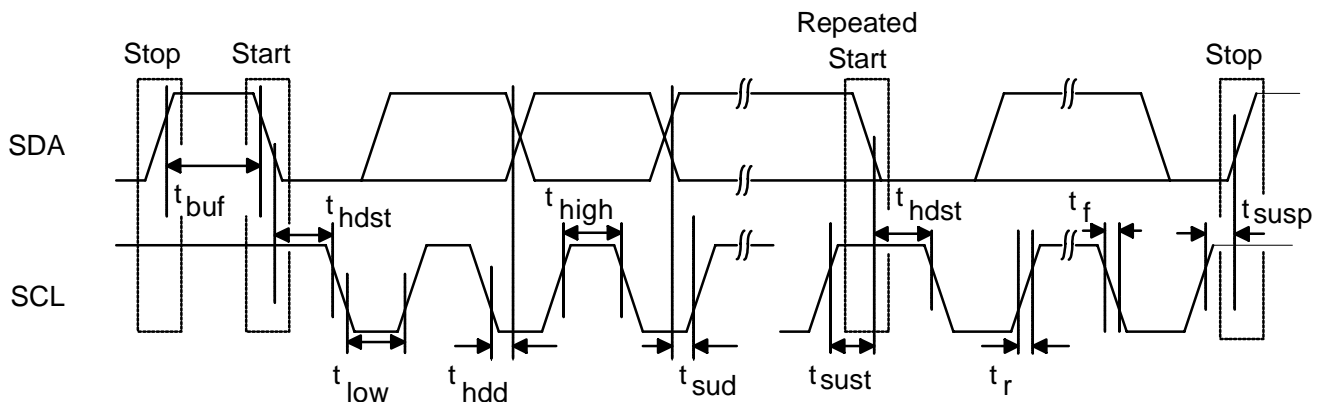 Repeated
Stop Start Start Stop
SDA
t buf t hdst t high t hdst t f t susp
SCL
t low t hdd t sud t sust t r